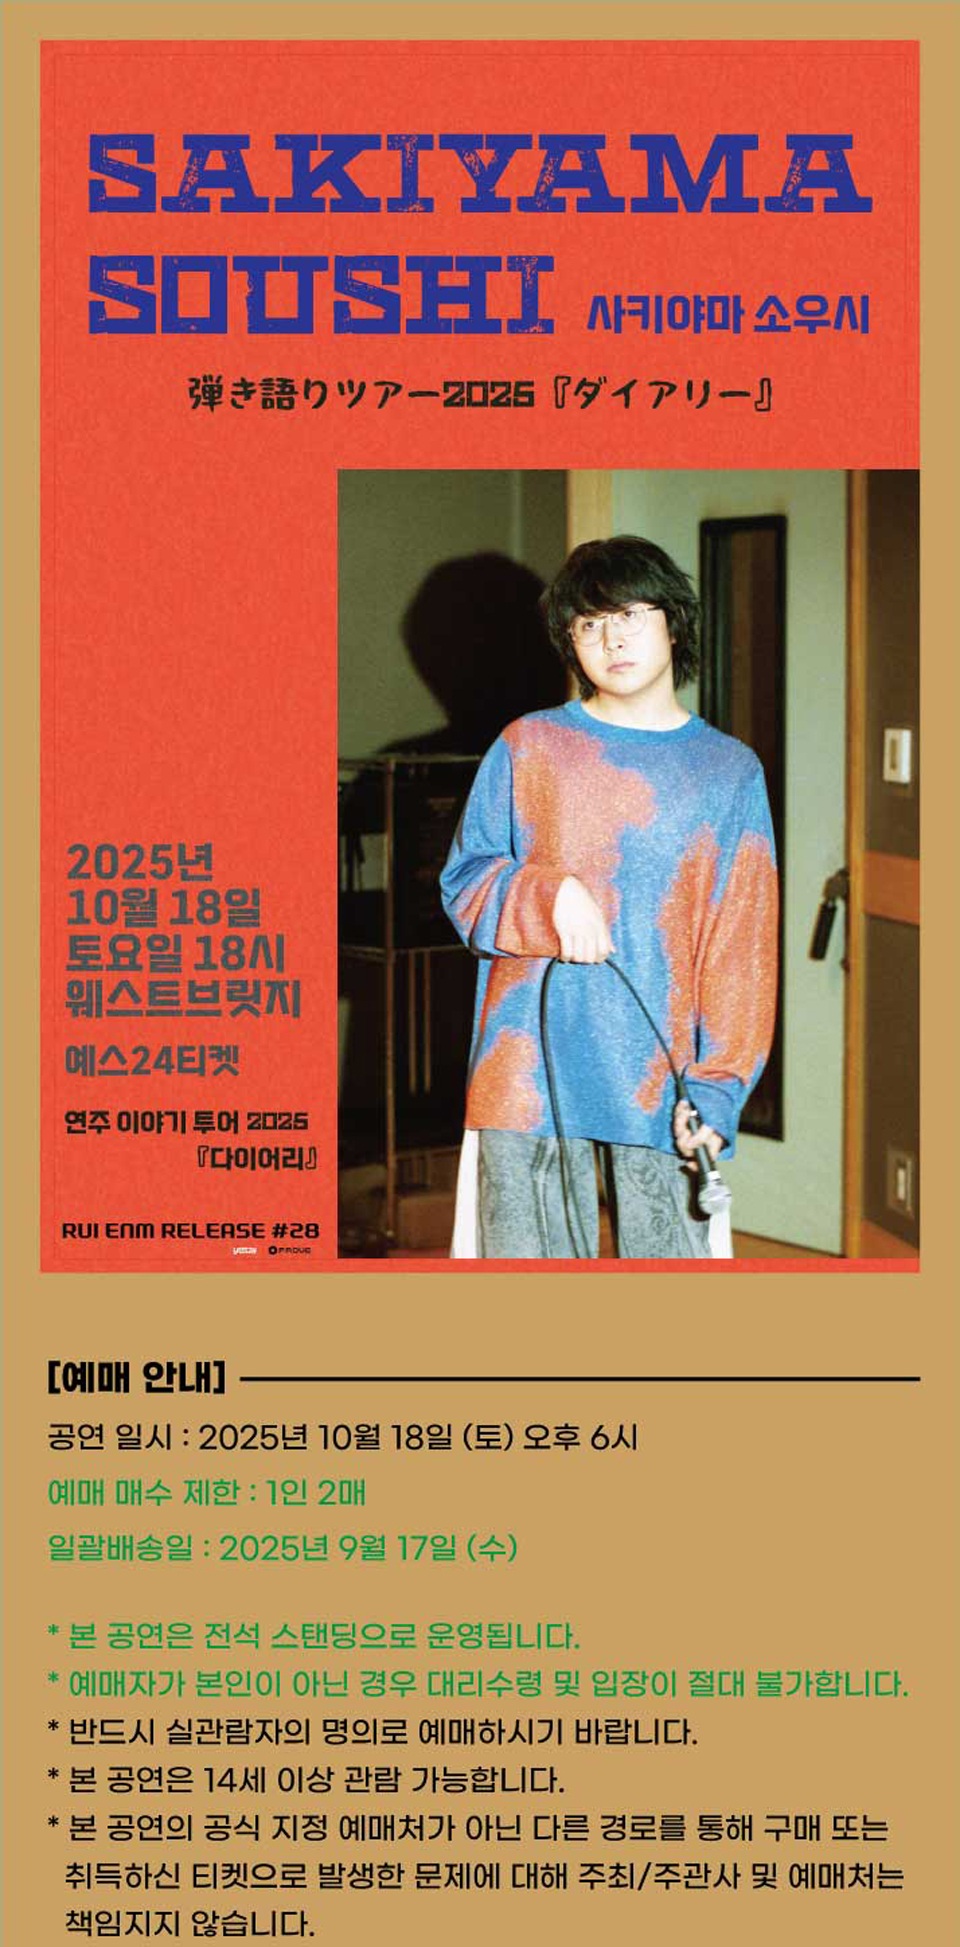 SAKIYAMA
SOUSHI 사키야마 소우시
弾き語りツアー2025『ダイアリー』
2025년
10월 18일
토요일 18시
웨스트브릿지
예스24티켓
연주 이야기 투어 2025
『다이어리』
RUI ENM RELEASE #28
[예매 안내]
공연 일시 : 2025년 10월 18일 (토) 오후 6시
예매 매수 제한 : 1인 2매
일괄배송일 : 2025년 9월 17일 (수)
* 본 공연은 전석 스탠딩으로 운영됩니다.
* 예매자가 본인이 아닌 경우 대리수령 및 입장이 절대 불가합니다.
* 반드시 실관람자의 명의로 예매하시기 바랍니다.
* 본 공연은 14세 이상 관람 가능합니다.
* 본 공연의 공식 지정 예매처가 아닌 다른 경로를 통해 구매 또는
취득하신 티켓으로 발생한 문제에 대해 주최/주관사 및 예매처는
책임지지 않습니다.